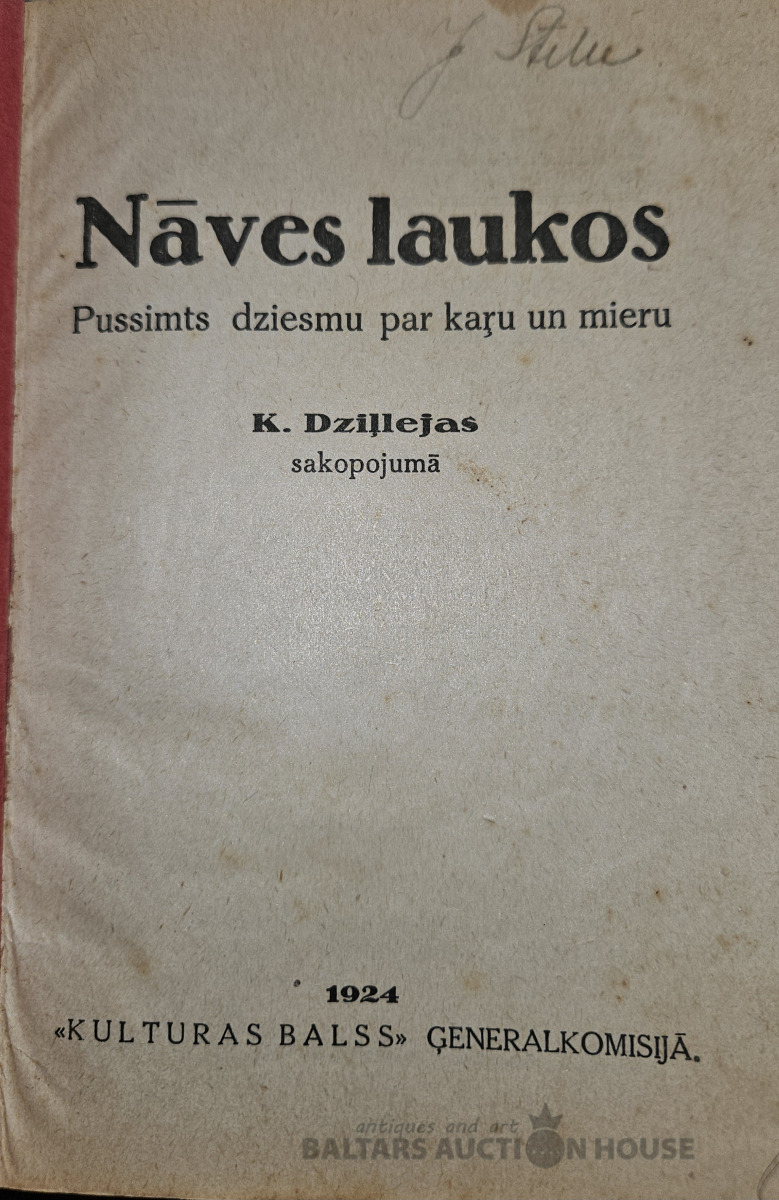 Nāves laukos
Pussimts dziesmu par kaŗu un mieru
K. Dziļlejas
sakopojumā
1924
«KULTURAS BALSS» ĢENERALKOMISIJĀ.
antiques and art
BALTARS AUCTION HOUSE